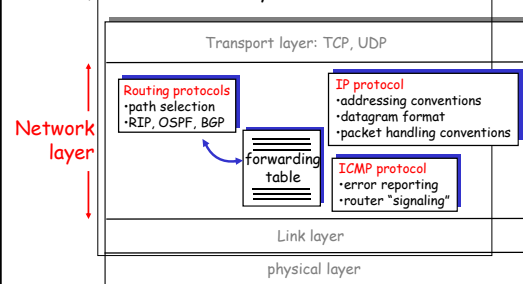 Transport layer: TCP, UDP
Network
layer
Routing protocols
•path selection
•RIP, OSPF, BGP
forwarding
table
IP protocol
•addressing conventions
•datagram format
•packet handling conventions
ICMP protocol
•error reporting
•router “signaling”
Link layer
physical layer